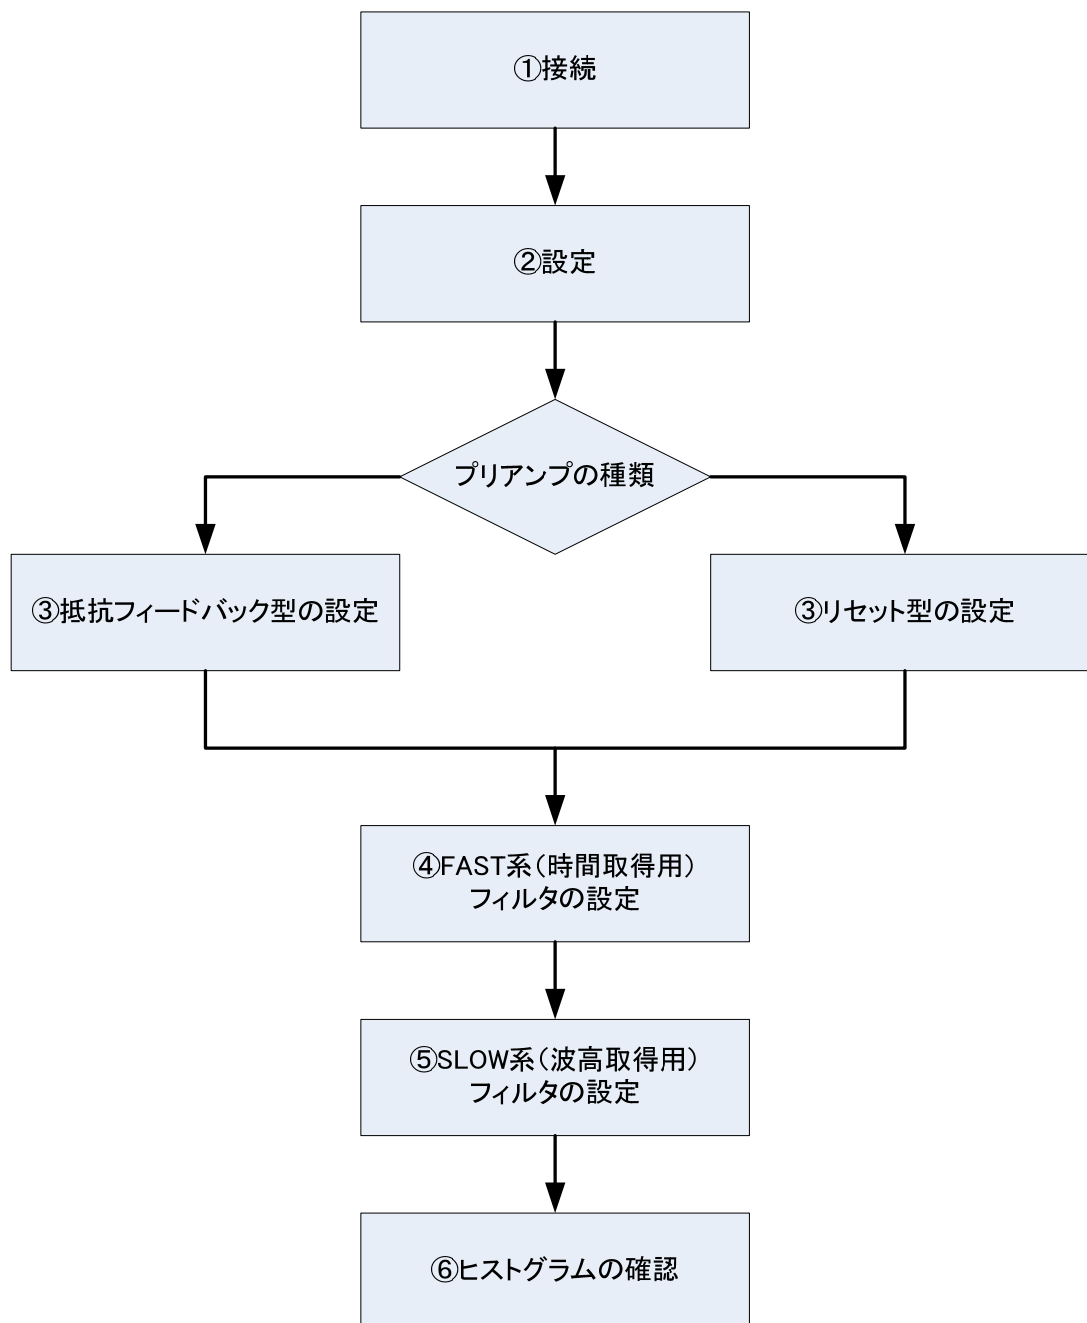 ①接続
②設定
プリアンプの種類
③抵抗フィードバック型の設定
③リセット型の設定
④FAST系(時間取得用)
フィルタの設定
⑤SLOW系(波高取得用)
フィルタの設定
⑥ヒストグラムの確認